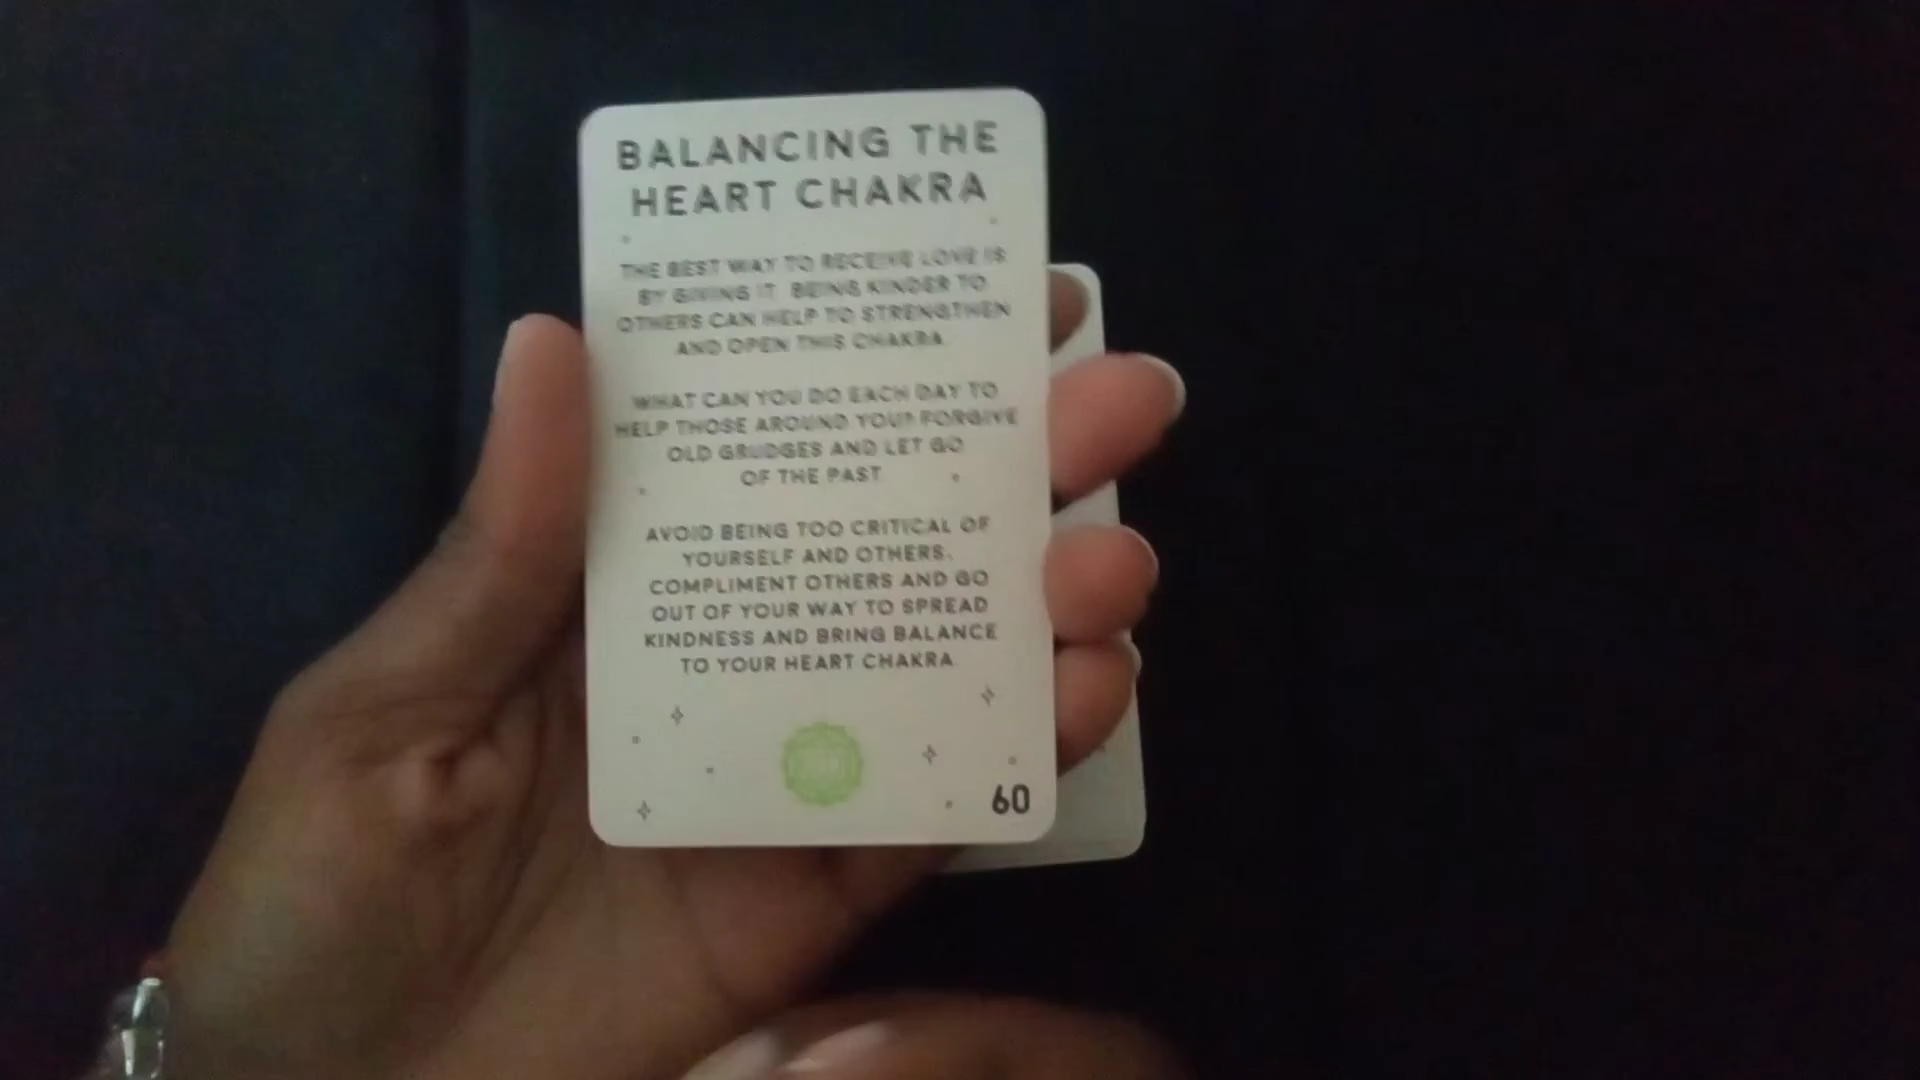 BALANCING THE
HEART CHAKRA
THE BEST WAY TO RECEIVE LOVE IS
BY GIVING IT. BEING KINDER TO
OTHERS CAN HELP TO STRENGTHEN
AND OPEN THIS CHAKRA.
WHAT CAN YOU DO EACH DAY TO
HELP THOSE AROUND YOU? FORGIVE
OLD GRUDGES AND LET GO
OF THE PAST.
AVOID BEING TOO CRITICAL OF
YOURSELF AND OTHERS.
COMPLIMENT OTHERS AND GO
OUT OF YOUR WAY TO SPREAD
KINDNESS AND BRING BALANCE
TO YOUR HEART CHAKRA.
60